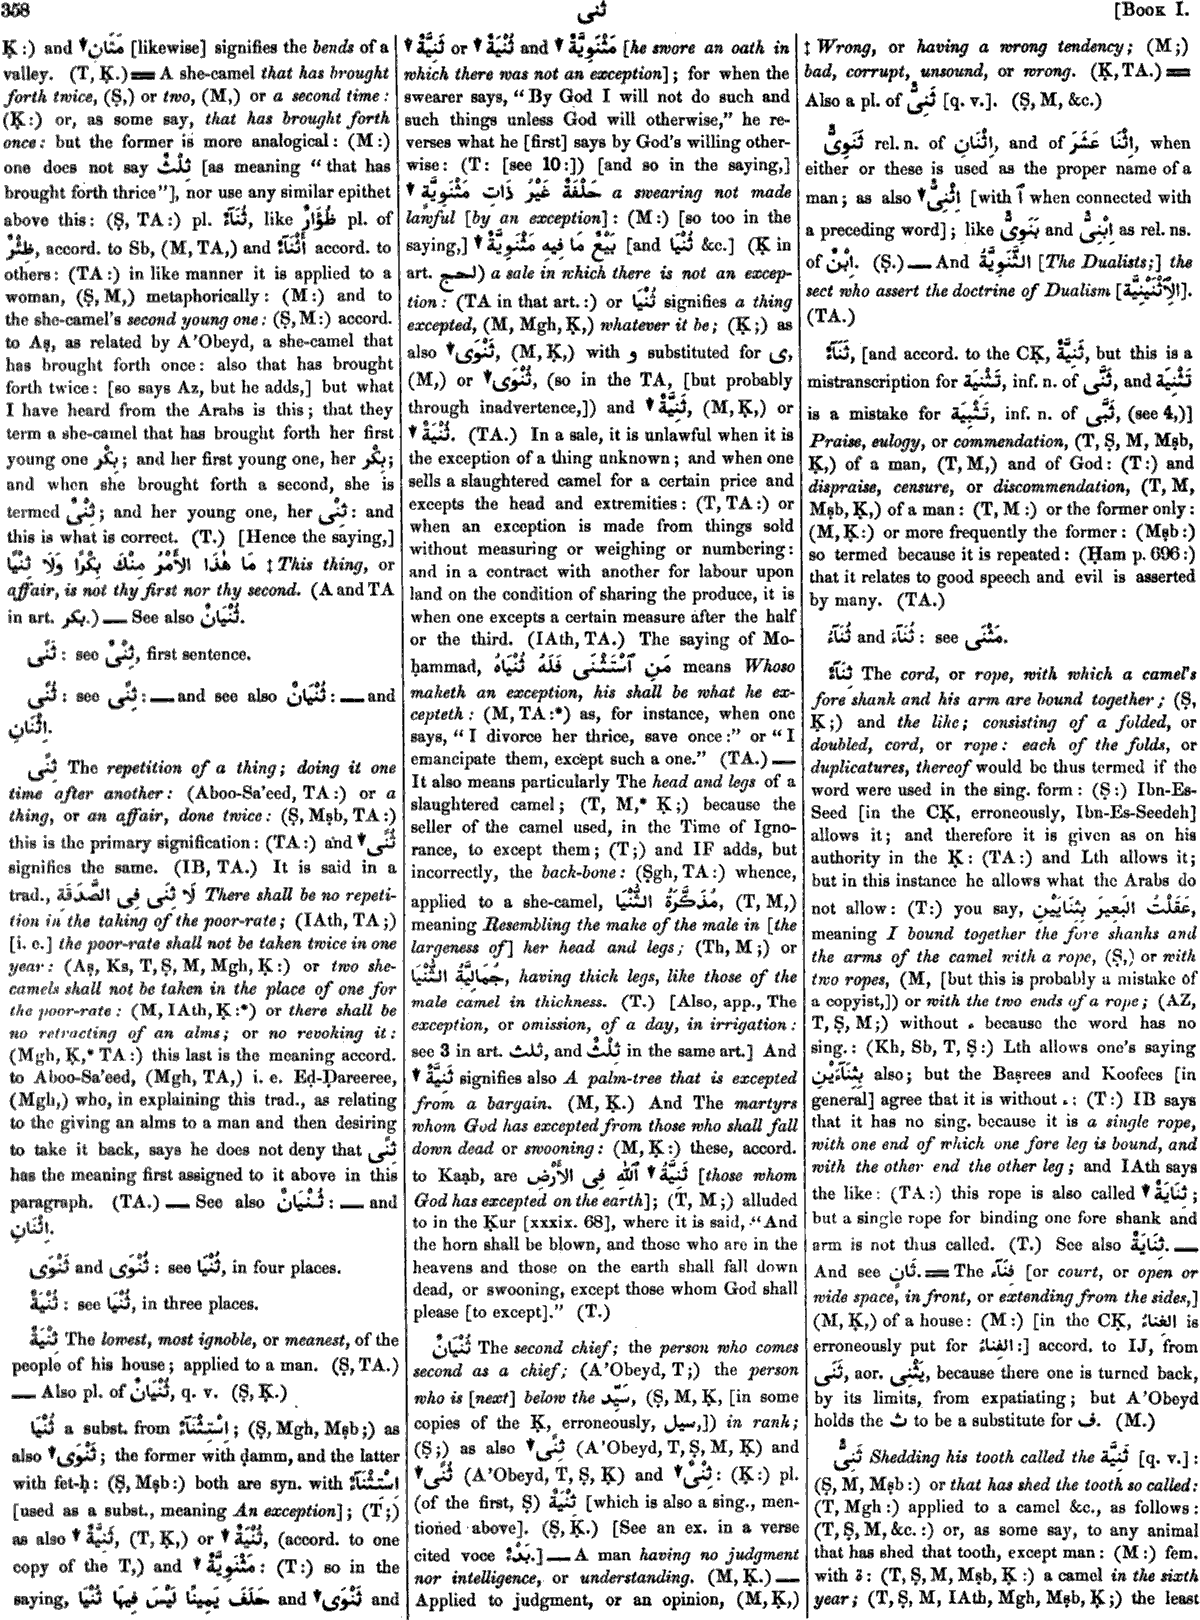 358
ثنى
[Book I.
Ḳ:) and مَثَانٍ [likewise] signifies the bends of a
valley. (T, Ḳ.) == A she-camel that has brought
forth twice, (Ṣ,) or two, (M,) or a second time:
(Ḳ:) or, as some say, that has brought forth
once: but the former is more analogical: (M:)
one does not say ثِلْثٌ [as meaning "that has
brought forth thrice"], nor use any similar epithet
above this: (Ṣ, TA:) pl. ثُنَآءٌ, like ظُؤَارٌ pl. of
ظِئْرٌ, accord. to Sb, (M, TA,) and أَثْنَآءٌ accord. to
others: (TA:) in like manner it is applied to a
woman, (Ṣ, M,) metaphorically: (M:) and to
the she-camel's second young one: (Ṣ, M:) accord.
to Aṣ, as related by A'Obeyd, a she-camel that
has brought forth once: also that has brought
forth twice: [so says Az, but he adds,] but what
I have heard from the Arabs is this; that they
term a she-camel that has brought forth her first
young one بِكْر; and her first young one, her بِكْر;
and when she brought forth a second, she is
termed ثِنْىٌ; and her young one, her ثِنْى: and
this is what is correct. (T.) [Hence the saying,]
مَا هٰذَا الأَمْرُ مِنْكَ بِكْرًا وَلَا ثِنْيًا ‡ This thing, or
affair, is not thy first nor thy second. (A and TA
in art. بكر.) — See also ثُنْيَانٌ.
ثَنًى: see ثِنْىٌ, first sentence.
ثُنًى: see ثِنًى: — and see also ثُنْيَانٌ: — and
اِثْنَانِ.
ثِنًى The repetition of a thing; doing it one
time after another: (Aboo-Sa'eed, TA:) or a
thing, or an affair, done twice: (Ṣ, Mṣb, TA:)
this is the primary signification: (TA:) and ثُنًى
signifies the same. (IB, TA.) It is said in a
trad., لَا ثِنَى فِى الصَّدَقَةِ There shall be no repeti-
tion in the taking of the poor-rate; (IAth, TA;)
[i. e.] the poor-rate shall not be taken twice in one
year: (Aṣ, Ks, T, Ṣ, M, Mgh, Ḳ:) or two she-
camels shall not be taken in the place of one for
the poor-rate: (M, IAth, Ḳ:*) or there shall be
no retracting of an alms; or no revoking it:
(Mgh, Ḳ,* TA:) this last is the meaning accord.
to Aboo-Sa'eed, (Mgh, TA,) i. e. Eḍ-Ḍareeree,
(Mgh,) who, in explaining this trad., as relating
to the giving an alms to a man and then desiring
to take it back, says he does not deny that ثِنًى
has the meaning first assigned to it above in this
paragraph. (TA.) — See also ثُنْيَانٌ: — and
اِثْنَانِ.
ثَنْوَى and ثُنْوَى: see ثُنْيَا, in four places.
ثُنْيَةٌ: see ثُنْيَا, in three places.
ثِنْيَةٌ The lowest, most ignoble, or meanest, of the
people of his house; applied to a man. (Ṣ, TA.)
— Also pl. of ثُنْيَانٌ, q. v. (Ṣ, Ḳ.)
ثُنْيَا a subst. from اِسْتِثْنَآءٌ; (Ṣ, Mgh, Mṣb;) as
also ثَنْوَى; the former with ḍamm, and the latter
with fet-ḥ: (Ṣ, Mṣb:) both are syn. with اِسْتِثْنَآءٌ
[used as a subst., meaning An exception]; (T;)
as also ثَنِيَّةٌ, (T, Ḳ,) or ثُنْيَةٌ, (accord. to one
copy of the T,) and مَثْنَوِيَّةٌ: (T:) so in the
saying, حَلَفَ يَمِينًا لَيْسَ فِيهَا ثُنْيَا and ثَنْوَى and
ثَنِيَّةٌ or ثُنْيَةٌ and مَثْنَوِيَّةٌ [he swore an oath in
which there was not an exception]; for when the
swearer says, "By God I will not do such and
such things unless God will otherwise," he re-
verses what he [first] says by God's willing other-
wise: (T: [see 10:]) [and so in the saying,]
حَلْفَةٌ غَيْرُ ذَاتِ مَثْنَوِيَّةٍ a swearing not made
lawful [by an exception]: (M:) [so too in the
saying,] بَيْعٌ مَا فِيهِ مَثْنَوِيَّةٌ [and ثُنْيَا &c.] (Ḳ in
art. لحج) a sale in which there is not an excep-
tion: (TA in that art.:) or ثُنْيَا signifies a thing
excepted, (M, Mgh, Ḳ,) whatever it be; (Ḳ;) as
also ثَنْوَى, (M, Ḳ,) with و substituted for ى,
(M,) or ثُنْوَى, (so in the TA, [but probably
through inadvertence,]) and ثَنِيَّةٌ, (M, Ḳ,) or
ثُنْيَةٌ. (TA.) In a sale, it is unlawful when it is
the exception of a thing unknown; and when one
sells a slaughtered camel for a certain price and
excepts the head and extremities: (T, TA:) or
when an exception is made from things sold
without measuring or weighing or numbering:
and in a contract with another for labour upon
land on the condition of sharing the produce, it is
when one excepts a certain measure after the half
or the third. (IAth, TA.) The saying of Mo-
ḥammad, مَنِ ٱسْتَثْنَى فَلَهُ ثُنْيَاهُ means Whoso
maketh an exception, his shall be what he ex-
cepteth: (M, TA:*) as, for instance, when one
says, "I divorce her thrice, save once:" or "I
emancipate them, except such a one." (TA.) —
It also means particularly The head and legs of a
slaughtered camel; (T, M,* Ḳ;) because the
seller of the camel used, in the Time of Igno-
rance, to except them; (T;) and IF adds, but
incorrectly, the back-bone: (Ṣgh, TA:) whence,
applied to a she-camel, مُذَكَّرَةُ الثُّنْيَا, (T, M,)
meaning Resembling the make of the male in [the
largeness of] her head and legs; (Th, M;) or
جُمَالِيَّةُ الثُّنْيَا, having thick legs, like those of the
male camel in thickness. (T.) [Also, app., The
exception, or omission, of a day, in irrigation:
see 3 in art. ثلث, and ثِلْثٌ in the same art.] And
ثَنِيَّةٌ signifies also A palm-tree that is excepted
from a bargain. (M, Ḳ.) And The martyrs
whom God has excepted from those who shall fall
down dead or swooning: (M, Ḳ:) these, accord.
to Kaạb, are ثَنِيَّةُ ٱللّٰهِ فِى الأَرْضِ [those whom
God has excepted on the earth]; (T, M;) alluded
to in the Ḳur [xxxix. 68], where it is said, "And
the horn shall be blown, and those who are in the
heavens and those on the earth shall fall down
dead, or swooning, except those whom God shall
please [to except]." (T.)
ثُنْيَانٌ The second chief; the person who comes
second as a chief; (A'Obeyd, T;) the person
who is [next] below the سَيِّد, (Ṣ, M, Ḳ, [in some
copies of the Ḳ, erroneously, سيل,]) in rank;
(Ṣ;) as also ثِنًى (A'Obeyd, T, Ṣ, M, Ḳ) and
ثُنًى (A'Obeyd, T, Ṣ, Ḳ) and ثِنْىٌ: (Ḳ:) pl.
(of the first, Ṣ) ثِنْيَةٌ [which is also a sing., men-
tioned above]. (Ṣ, Ḳ.) [See an ex. in a verse
cited voce بَدْءٌ.] — A man having no judgment
nor intelligence, or understanding. (M, Ḳ.) —
Applied to judgment, or an opinion, (M, Ḳ,)
‡ Wrong, or having a wrong tendency; (M;)
bad, corrupt, unsound, or wrong. (Ḳ, TA.) ==
Also a pl. of ثَنِىٌّ [q. v.]. (Ṣ, M, &c.)
ثَنَوِىٌّ rel. n. of اِثْنَانِ, and of اِثْنَا عَشَرَ, when
either or these is used as the proper name of a
man; as also اِثْنِىٌّ [with ٱ when connected with
a preceding word]; like بَنَوِىٌّ and اِبْنِىٌّ as rel. ns.
of اِبْنٌ. (Ṣ.) — And الثَّنَوِيَّةُ [The Dualists;] the
sect who assert the doctrine of Dualism [الاِثْنَيْنِيَّة].
(TA.)
ثَنَآءٌ, [and accord. to the CḲ, ثَنِيَّة, but this is a
mistranscription for تَثْنِيَة, inf. n. of ثَنَّى, and تَثْنِيَة
is a mistake for تَثْبِيَة, inf. n. of ثَبَّى, (see 4,)]
Praise, eulogy, or commendation, (T, Ṣ, M, Mṣb,
Ḳ,) of a man, (T, M,) and of God: (T:) and
dispraise, censure, or discommendation, (T, M,
Mṣb, Ḳ,) of a man: (T, M:) or the former only:
(M, Ḳ:) or more frequently the former: (Mṣb:)
so termed because it is repeated: (Ḥam p. 696:)
that it relates to good speech and evil is asserted
by many. (TA.)
ثُنَآءَ and ثُنَآءُ: see مَثْنَى.
ثِنَآءٌ The cord, or rope, with which a camel's
fore shank and his arm are bound together; (Ṣ,
Ḳ;) and the like; consisting of a folded, or
doubled, cord, or rope: each of the folds, or
duplicatures, thereof would be thus termed if the
word were used in the sing. form: (Ṣ:) Ibn-Es-
Seed [in the CḲ, erroneously, Ibn-Es-Seedeh]
allows it; and therefore it is given as on his
authority in the Ḳ: (TA:) and Lth allows it;
but in this instance he allows what the Arabs do
not allow: (T:) you say, عَقَلْتُ البَعِيرَ بِثِنَايَيْنِ,
meaning I bound together the fore shanks and
the arms of the camel with a rope, (Ṣ,) or with
two ropes, (M, [but this is probably a mistake of
a copyist,]) or with the two ends of a rope; (AZ,
T, Ṣ, M;) without ء because the word has no
sing.: (Kh, Sb, T, Ṣ:) Lth allows one's saying
بِثِنَآءَيْنِ also; but the Baṣrees and Koofees [in
general] agree that it is without ء: (T:) IB says
that it has no sing. because it is a single rope,
with one end of which one fore leg is bound, and
with the other end the other leg; and IAth says
the like: (TA:) this rope is also called ثِنَايَةٌ;
but a single rope for binding one fore shank and
arm is not thus called. (T.) See also ثِنَايَةٌ. —
And see ثَانٍ. == The فِنَآء [or court, or open or
wide space, in front, or extending from the sides,]
(M, Ḳ,) of a house: (M:) [in the CḲ, الغِنَاءُ is
erroneously put for الفِنَاءُ:] accord. to IJ, from
ثَنَى, aor. يَثْنِى, because there one is turned back,
by its limits, from expatiating; but A'Obeyd
holds the ث to be a substitute for ف. (M.)
ثَنِىٌّ Shedding his tooth called the ثَنِيَّة [q. v.]:
(Ṣ, M, Mṣb:) or that has shed the tooth so called:
(T, Mgh:) applied to a camel &c., as follows:
(T, Ṣ, M, &c.:) or, as some say, to any animal
that has shed that tooth, except man: (M:) fem.
with ة: (T, Ṣ, M, Mṣb, Ḳ:) a camel in the sixth
year; (T, Ṣ, M, IAth, Mgh, Mṣb, Ḳ;) the least